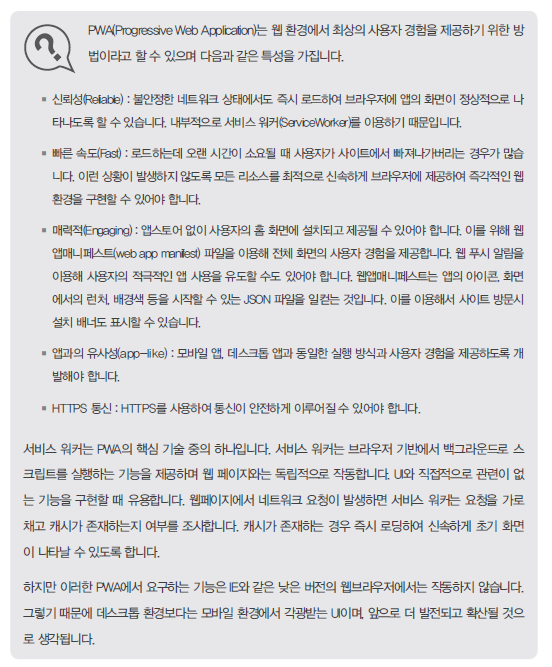 PWA(Progressive Web Application)는 웹 환경에서 최상의 사용자 경험을 제공하기 위한 방
법이라고 할 수 있으며 다음과 같은 특성을 가집니다.
신뢰성(Reliable) : 불안정한 네트워크 상태에서도 즉시 로드하여 브라우저에 앱의 화면이 정상적으로 나
타나도록 할 수 있습니다. 내부적으로 서비스 워커(ServiceWorker)를 이용하기 때문입니다.
빠른 속도(Fast) : 로드하는데 오랜 시간이 소요될 때 사용자가 사이트에서 빠져나가버리는 경우가 많습
니다. 이런 상황이 발생하지 않도록 모든 리소스를 최적으로 신속하게 브라우저에 제공하여 즉각적인 웹
환경을 구현할 수 있어야 합니다.
매력적(Engaging) : 앱스토어 없이 사용자의 홈 화면에 설치되고 제공될 수 있어야 합니다. 이를 위해 웹
앱매니페스트(web app manifest) 파일을 이용해 전체 화면의 사용자 경험을 제공합니다. 웹 푸시 알림을
이용해 사용자의 적극적인 앱 사용을 유도할 수도 있어야 합니다. 웹앱매니페스트는 앱의 아이콘, 화면
에서의 런처, 배경색 등을 시작할 수 있는 JSON 파일을 일컫는 것입니다. 이를 이용해서 사이트 방문시
설치 배너도 표시할 수 있습니다.
앱과의 유사성(app-like) : 모바일 앱, 데스크톱 앱과 동일한 실행 방식과 사용자 경험을 제공하도록 개
발해야 합니다.
HTTPS 통신 : HTTPS를 사용하여 통신이 안전하게 이루어질 수 있어야 합니다.
서비스 워커는 PWA의 핵심 기술 중의 하나입니다. 서비스 워커는 브라우저 기반에서 백그라운드로 스
크립트를 실행하는 기능을 제공하며 웹 페이지와는 독립적으로 작동합니다. UI와 직접적으로 관련이 없
는 기능을 구현할 때 유용합니다. 웹페이지에서 네트워크 요청이 발생하면 서비스 워커는 요청을 가로
채고 캐시가 존재하는지 여부를 조사합니다. 캐시가 존재하는 경우 즉시 로딩하여 신속하게 초기 화면
이 나타날 수 있도록 합니다.
하지만 이러한 PWA에서 요구하는 기능은 IE와 같은 낮은 버전의 웹브라우저에서는 작동하지 않습니다.
그렇기 때문에 데스크톱 환경보다는 모바일 환경에서 각광받는 UI이며, 앞으로 더 발전되고 확산될 것으
로 생각됩니다.